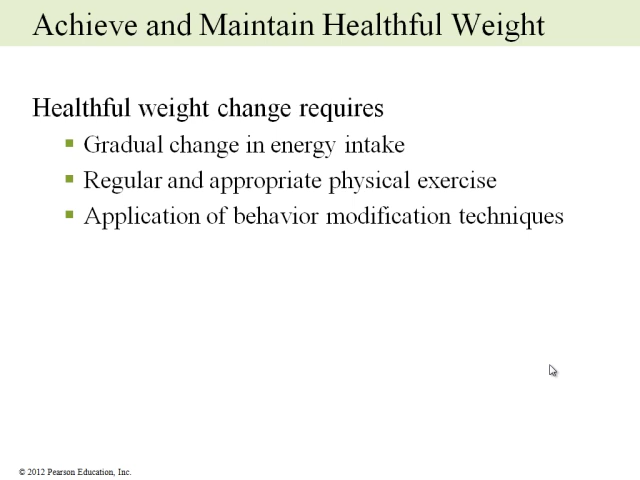 Achieve and Maintain Healthful Weight
Healthful weight change requires
Gradual change in energy intake
Regular and appropriate physical exercise
Application of behavior modification techniques
© 2012 Pearson Education, Inc.